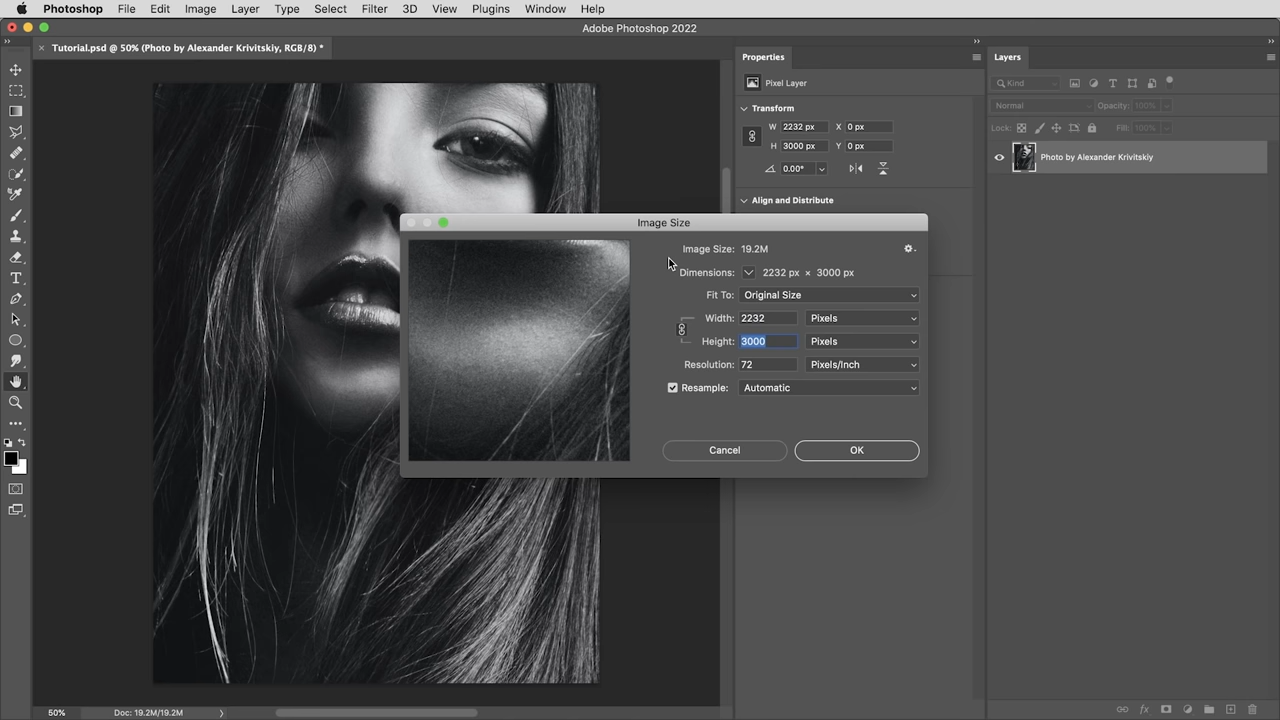 Photoshop File Edit Image Layer Type Select Filter 3D View Plugins Window Help
Adobe Photoshop 2022
Tutorial.psd @ 50% (Photo by Alexander Krivitskiy, RGB/8) *
Properties
Pixel Layer
Transform
W 2232 px X 0 px
H 3000 px Y 0 px
0.00°
Align and Distribute
Layers
Kind
Normal Opacity: 100%
Lock: Fill: 100%
Photo by Alexander Krivitskiy
Image Size
Image Size: 19.2M
Dimensions: 2232 px × 3000 px
Fit To: Original Size
Width: 2232 Pixels
Height: 3000 Pixels
Resolution: 72 Pixels/Inch
Resample: Automatic
Cancel OK
50% Doc: 19.2M/19.2M